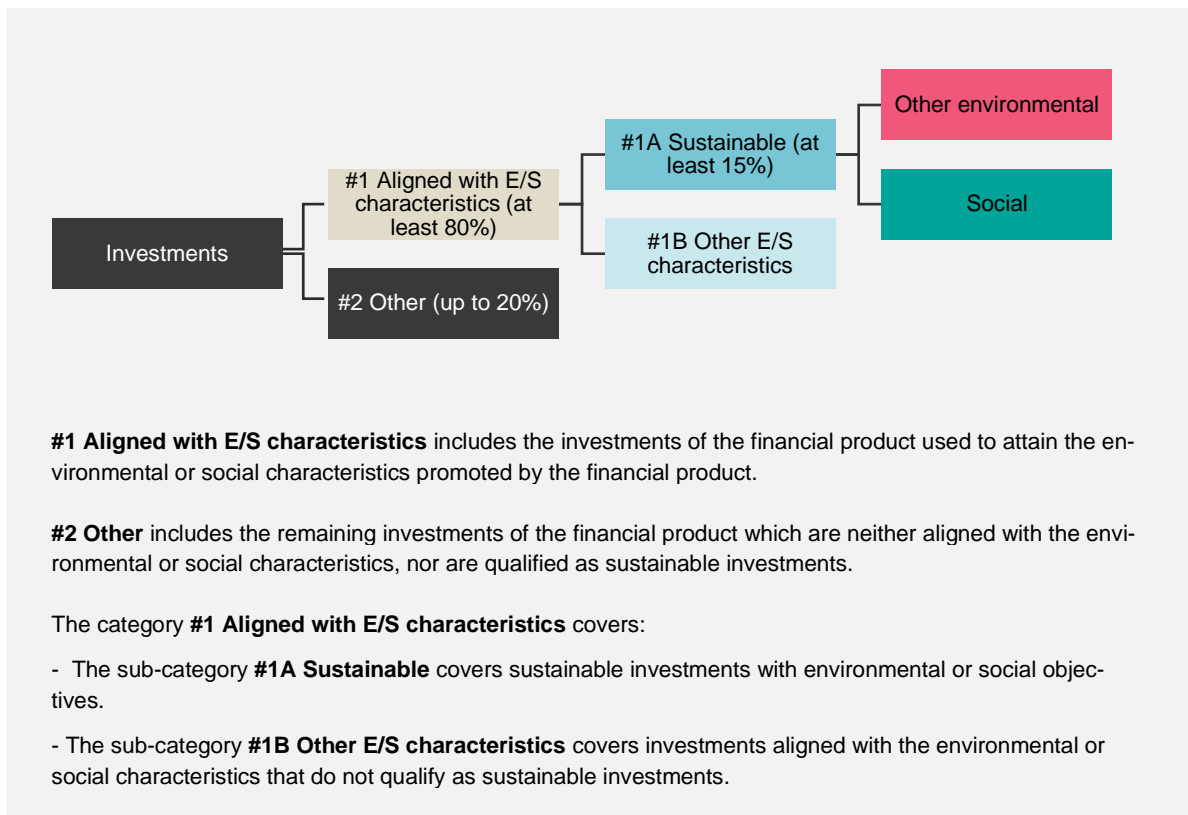 Other environmental
#1A Sustainable (at
least 15%)
#1 Aligned with E/S
characteristics (at
least 80%)
Social
Investments
#1B Other E/S
characteristics
#2 Other (up to 20%)
#1 Aligned with E/S characteristics includes the investments of the financial product used to attain the en-
vironmental or social characteristics promoted by the financial product.
#2 Other includes the remaining investments of the financial product which are neither aligned with the envi-
ronmental or social characteristics, nor are qualified as sustainable investments.
The category #1 Aligned with E/S characteristics covers:
- The sub-category #1A Sustainable covers sustainable investments with environmental or social objec-
tives.
- The sub-category #1B Other E/S characteristics covers investments aligned with the environmental or
social characteristics that do not qualify as sustainable investments.